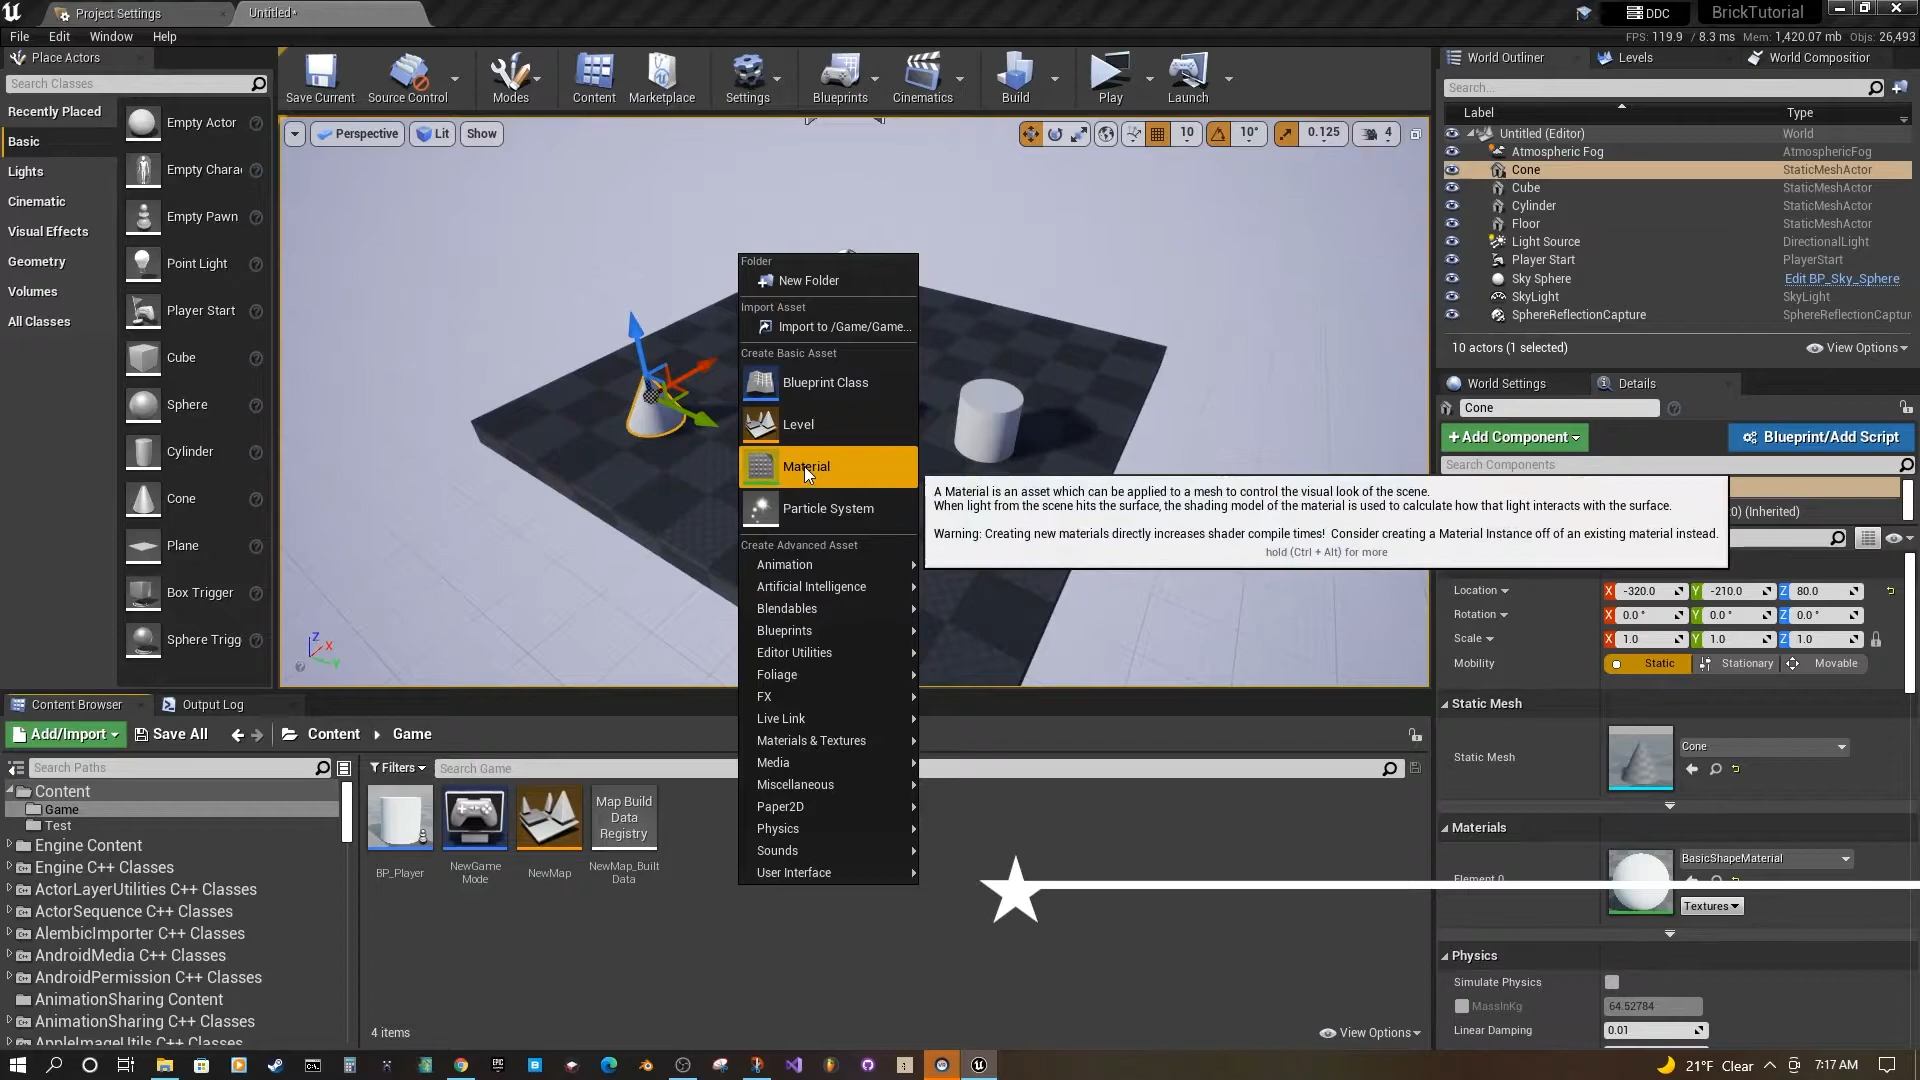 Project Settings
Untitled*
DDC
BrickTutorial
File Edit Window Help
FPS: 119.9 / 8.3 ms Mem: 1,420.07 mb Objs: 26,493
Place Actors
Search Classes
Recently Placed
Basic
Lights
Cinematic
Visual Effects
Geometry
Volumes
All Classes
Empty Actor
Empty Chara
Empty Pawn
Point Light
Player Start
Cube
Sphere
Cylinder
Cone
Plane
Box Trigger
Sphere Trigg
Save Current
Source Control
Modes
Content
Marketplace
Settings
Blueprints
Cinematics
Build
Play
Launch
Perspective
Lit
Show
10
10°
0.125
4
Z
X
Y
Folder
New Folder
Import Asset
Import to /Game/Game...
Create Basic Asset
Blueprint Class
Level
Material
Particle System
Create Advanced Asset
Animation
Artificial Intelligence
Blendables
Blueprints
Editor Utilities
Foliage
FX
Live Link
Materials & Textures
Media
Miscellaneous
Paper2D
Physics
Sounds
User Interface
A Material is an asset which can be applied to a mesh to control the visual look of the scene.
When light from the scene hits the surface, the shading model of the material is used to calculate how that light interacts with the surface.
Warning: Creating new materials directly increases shader compile times! Consider creating a Material Instance off of an existing material instead.
hold (Ctrl + Alt) for more
World Outliner
Levels
World Compositior
Search...
Label Type
Untitled (Editor) World
Atmospheric Fog AtmosphericFog
Cone StaticMeshActor
Cube StaticMeshActor
Cylinder StaticMeshActor
Floor StaticMeshActor
Light Source DirectionalLight
Player Start PlayerStart
Sky Sphere Edit BP_Sky_Sphere
SkyLight SkyLight
SphereReflectionCapture SphereReflectionCaptur
10 actors (1 selected) View Options
World Settings
Details
Cone
+Add Component
Blueprint/Add Script
Search Components
(Inherited)
Location X -320.0 Y -210.0 Z 80.0
Rotation X 0.0 ° Y 0.0 ° Z 0.0 °
Scale X 1.0 Y 1.0 Z 1.0
Mobility Static Stationary Movable
Static Mesh
Static Mesh Cone
Materials
Element 0 BasicShapeMaterial
Textures
Physics
Simulate Physics
MassInKg 64.52784
Linear Damping 0.01
Content Browser
Output Log
Add/Import
Save All
Content
Game
Search Paths
Filters
Search Game
Content
Game
Test
Engine Content
Engine C++ Classes
ActorLayerUtilities C++ Classes
ActorSequence C++ Classes
AlembicImporter C++ Classes
AndroidMedia C++ Classes
AndroidPermission C++ Classes
AnimationSharing Content
AnimationSharing C++ Classes
AppleImageUtils C++ Classes
BP_Player
NewGame
Mode
NewMap
Map Build
Data
Registry
NewMap_Built
Data
4 items
View Options
21°F Clear
7:17 AM